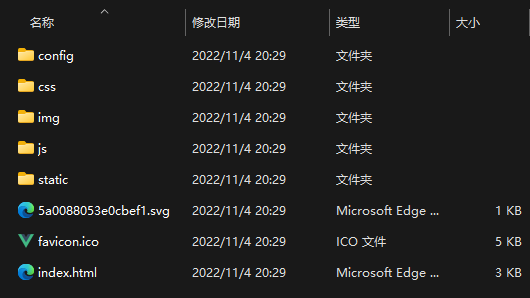 名称 修改日期 类型 大小
config 2022/11/4 20:29 文件夹
css 2022/11/4 20:29 文件夹
img 2022/11/4 20:29 文件夹
js 2022/11/4 20:29 文件夹
static 2022/11/4 20:29 文件夹
5a0088053e0cbef1.svg 2022/11/4 20:29 Microsoft Edge ... 1 KB
favicon.ico 2022/11/4 20:29 ICO 文件 5 KB
index.html 2022/11/4 20:29 Microsoft Edge ... 3 KB